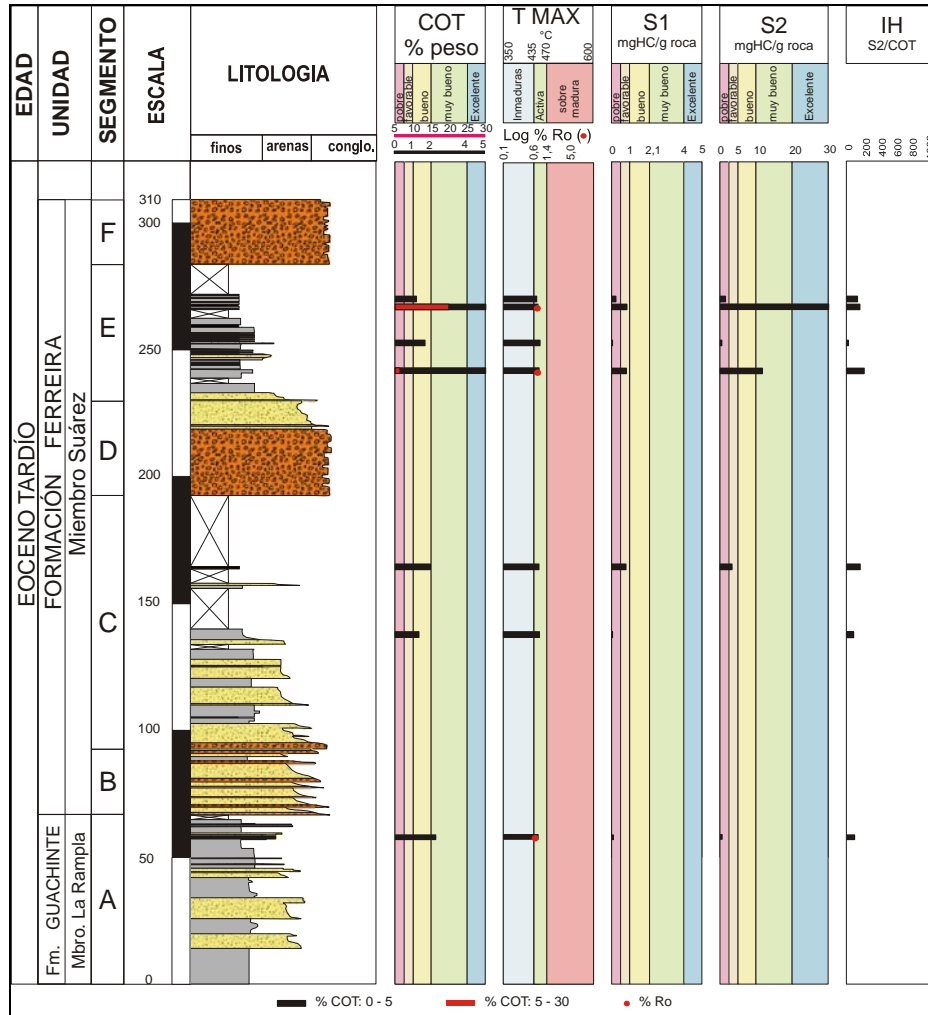 EDAD
UNIDAD
SEGMENTO
ESCALA
LITOLOGIA
finos
arenas
conglo.
COT
% peso
pobre
favorable
bueno
muy bueno
Excelente
5 10 15 20 25 30
0 1 2 4 5
T MAX
°C
350 435 470 600
Inmaduras
Activa
sobre
madura
Log % Ro (•)
0,1 0,6 1,4 5,0
S1
mgHC/g roca
pobre
favorable
bueno
muy bueno
Excelente
0 1 2,1 4 5
S2
mgHC/g roca
pobre
favorable
bueno
muy bueno
Excelente
0 5 10 20 30
IH
S2/COT
0
200
400
600
800
EOCENO TARDÍO
FORMACIÓN FERREIRA
Miembro Suárez
Fm. GUACHINTE
Mbro. La Rampla
F
E
D
C
B
A
310
300
250
200
150
100
50
0
% COT: 0 - 5
% COT: 5 - 30
% Ro